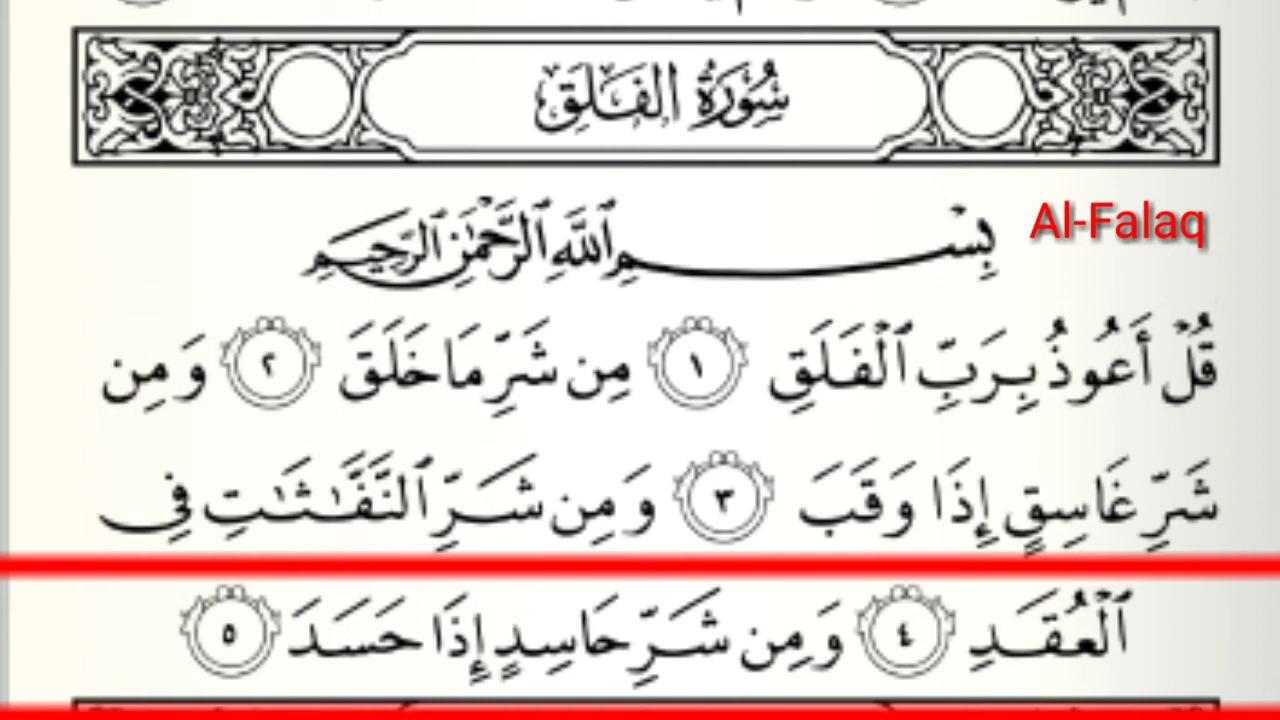 سُورَةُ الفَلَقِ
بِسْمِ ٱللَّهِ ٱلرَّحْمَٰنِ ٱلرَّحِيمِ
Al-Falaq
قُلْ أَعُوذُ بِرَبِّ ٱلْفَلَقِ ١ مِن شَرِّ مَا خَلَقَ ٢ وَمِن
شَرِّ غَاسِقٍ إِذَا وَقَبَ ٣ وَمِن شَرِّ ٱلنَّفَّٰثَٰتِ فِى
ٱلْعُقَدِ ٤ وَمِن شَرِّ حَاسِدٍ إِذَا حَسَدَ ٥